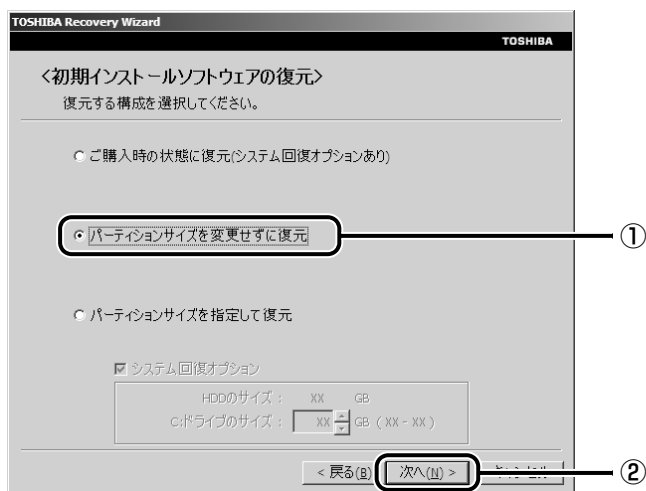 TOSHIBA Recovery Wizard
TOSHIBA
<初期インストールソフトウェアの復元>
復元する構成を選択してください。
ご購入時の状態に復元(システム回復オプションあり)
パーティションサイズを変更せずに復元
①
パーティションサイズを指定して復元
システム回復オプション
HDDのサイズ： XX GB
C:ドライブのサイズ： XX GB ( XX - XX )
< 戻る(B) 次へ(N) > キャンセル
②